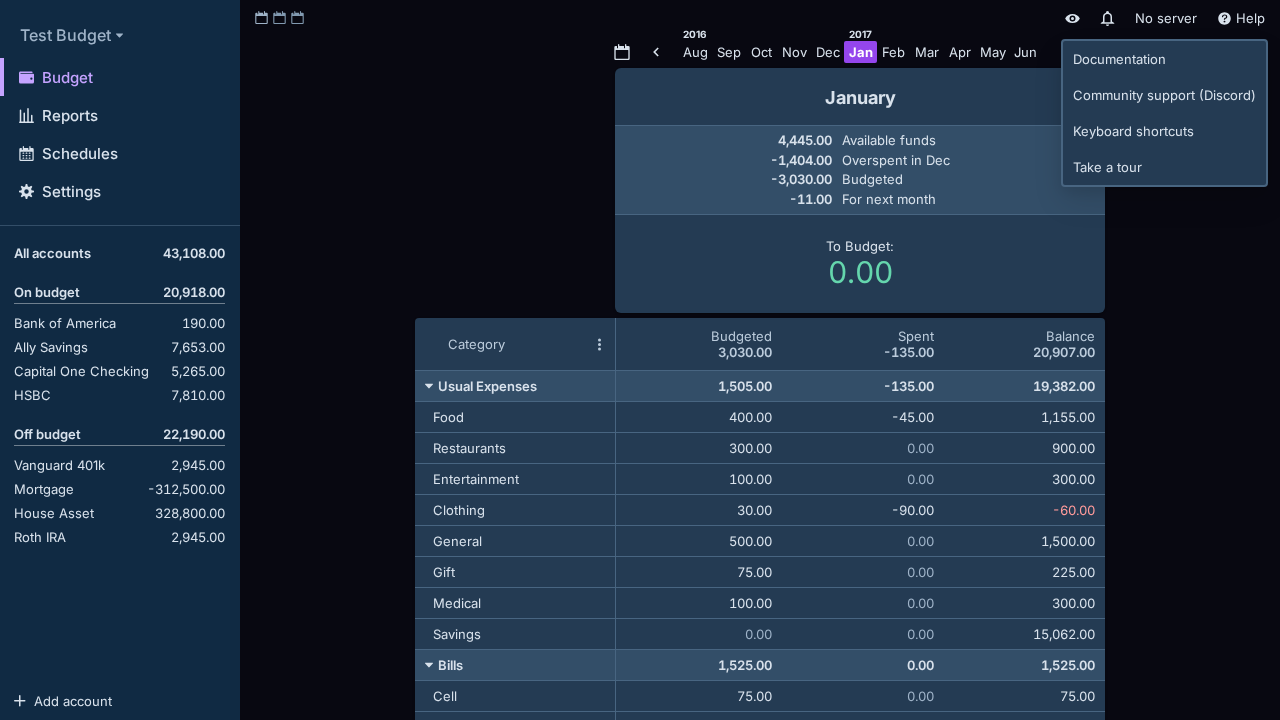 Test Budget
Budget
Reports
Schedules
Settings
All accounts 43,108.00
On budget 20,918.00
Bank of America 190.00
Ally Savings 7,653.00
Capital One Checking 5,265.00
HSBC 7,810.00
Off budget 22,190.00
Vanguard 401k 2,945.00
Mortgage -312,500.00
House Asset 328,800.00
Roth IRA 2,945.00
Add account
No server Help
2016 2017
Aug Sep Oct Nov Dec Jan Feb Mar Apr May Jun
Documentation
Community support (Discord)
Keyboard shortcuts
Take a tour
January
4,445.00 Available funds
-1,404.00 Overspent in Dec
-3,030.00 Budgeted
-11.00 For next month
To Budget:
0.00
Category Budgeted Spent Balance
3,030.00 -135.00 20,907.00
Usual Expenses 1,505.00 -135.00 19,382.00
Food 400.00 -45.00 1,155.00
Restaurants 300.00 0.00 900.00
Entertainment 100.00 0.00 300.00
Clothing 30.00 -90.00 -60.00
General 500.00 0.00 1,500.00
Gift 75.00 0.00 225.00
Medical 100.00 0.00 300.00
Savings 0.00 0.00 15,062.00
Bills 1,525.00 0.00 1,525.00
Cell 75.00 0.00 75.00